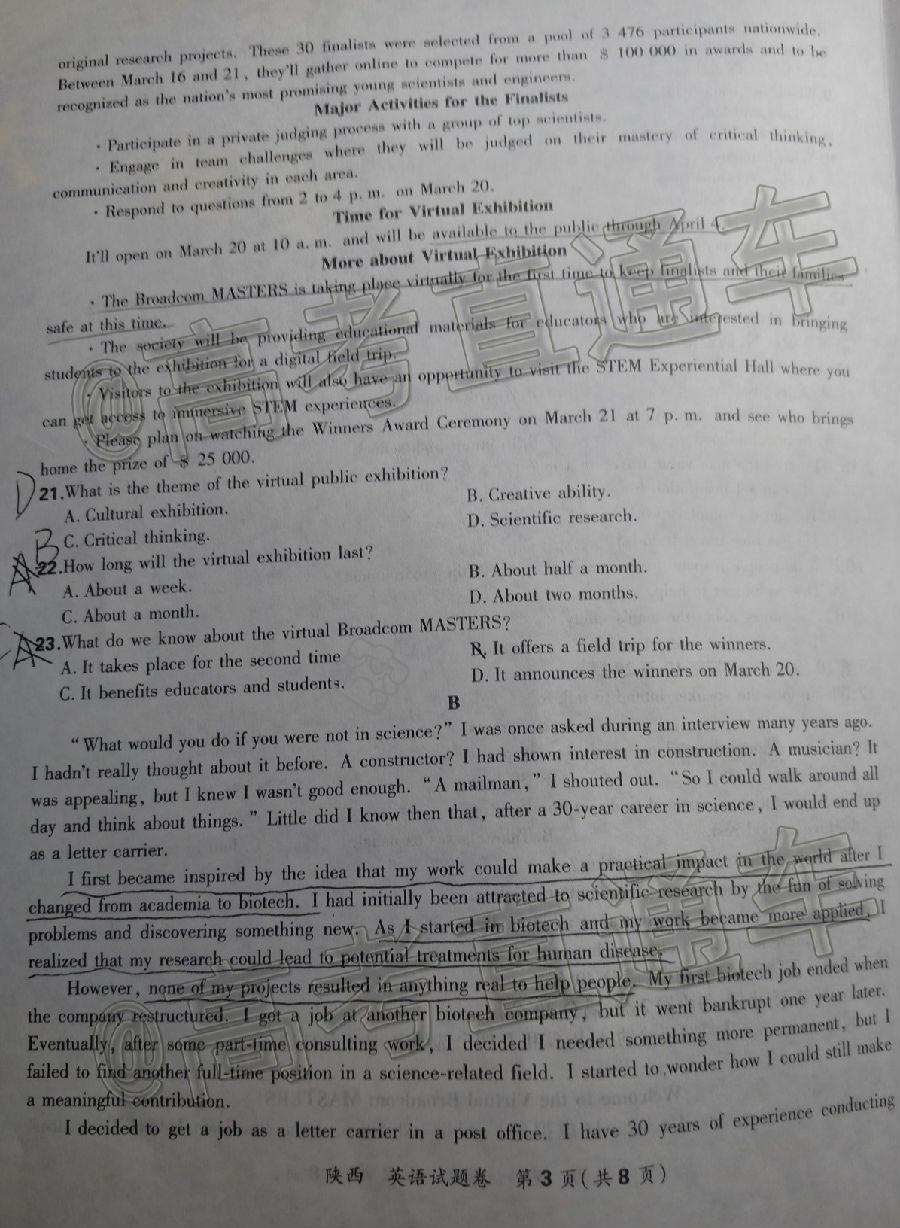 original research projects. These 30 finalists were selected from a pool of 3 476 participants nationwide.
Between March 16 and 21, they'll gather online to compete for more than $ 100 000 in awards and to be
recognized as the nation's most promising young scientists and engineers.
Major Activities for the Finalists
· Participate in a private judging process with a group of top scientists.
· Engage in team challenges where they will be judged on their mastery of critical thinking,
communication and creativity in each area.
· Respond to questions from 2 to 4 p. m. on March 20.
Time for Virtual Exhibition
It'll open on March 20 at 10 a. m. and will be available to the public through April 4.
More about Virtual Exhibition
· The Broadcom MASTERS is taking place virtually for the first time to keep finalists and their families
safe at this time.
· The society will be providing educational materials for educators who are interested in bringing
students to the exhibition for a digital field trip.
· Visitors to the exhibition will also have an opportunity to visit the STEM Experiential Hall where you
can get access to immersive STEM experiences.
· Please plan on watching the Winners Award Ceremony on March 21 at 7 p. m. and see who brings
home the prize of $ 25 000.
D 21.What is the theme of the virtual public exhibition?
A. Cultural exhibition. B. Creative ability.
C. Critical thinking. D. Scientific research.
B
A 22.How long will the virtual exhibition last?
A. About a week. B. About half a month.
C. About a month. D. About two months.
A 23.What do we know about the virtual Broadcom MASTERS?
A. It takes place for the second time B. It offers a field trip for the winners.
C. It benefits educators and students. D. It announces the winners on March 20.
B
"What would you do if you were not in science?" I was once asked during an interview many years ago.
I hadn't really thought about it before. A constructor? I had shown interest in construction. A musician? It
was appealing, but I knew I wasn't good enough. "A mailman," I shouted out. "So I could walk around all
day and think about things." Little did I know then that, after a 30-year career in science, I would end up
as a letter carrier.
I first became inspired by the idea that my work could make a practical impact in the world after I
changed from academia to biotech. I had initially been attracted to scientific research by the fun of solving
problems and discovering something new. As I started in biotech and my work became more applied, I
realized that my research could lead to potential treatments for human disease.
However, none of my projects resulted in anything real to help people. My first biotech job ended when
the company restructured. I got a job at another biotech company, but it went bankrupt one year later.
Eventually, after some part-time consulting work, I decided I needed something more permanent, but I
failed to find another full-time position in a science-related field. I started to wonder how I could still make
a meaningful contribution.
I decided to get a job as a letter carrier in a post office. I have 30 years of experience conducting
陕西 英语试题卷 第3页(共8页)
@高考直通车
@高考直通车